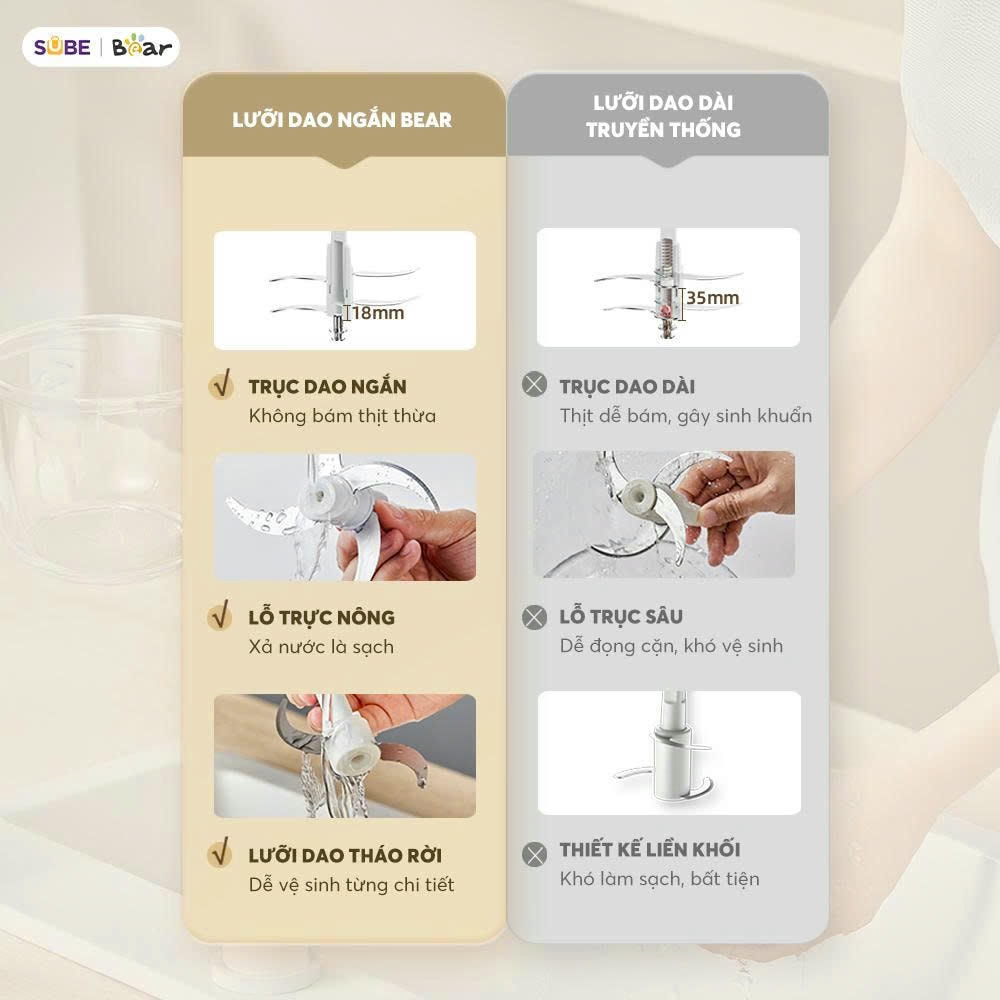 SUBE | Bear
LƯỠI DAO NGẮN BEAR
LƯỠI DAO DÀI
TRUYỀN THỐNG
18mm
35mm
TRỤC DAO NGẮN
Không bám thịt thừa
TRỤC DAO DÀI
Thịt dễ bám, gây sinh khuẩn
LỖ TRỰC NÔNG
Xả nước là sạch
LỖ TRỤC SÂU
Dễ đọng cặn, khó vệ sinh
LƯỠI DAO THÁO RỜI
Dễ vệ sinh từng chi tiết
THIẾT KẾ LIỀN KHỐI
Khó làm sạch, bất tiện